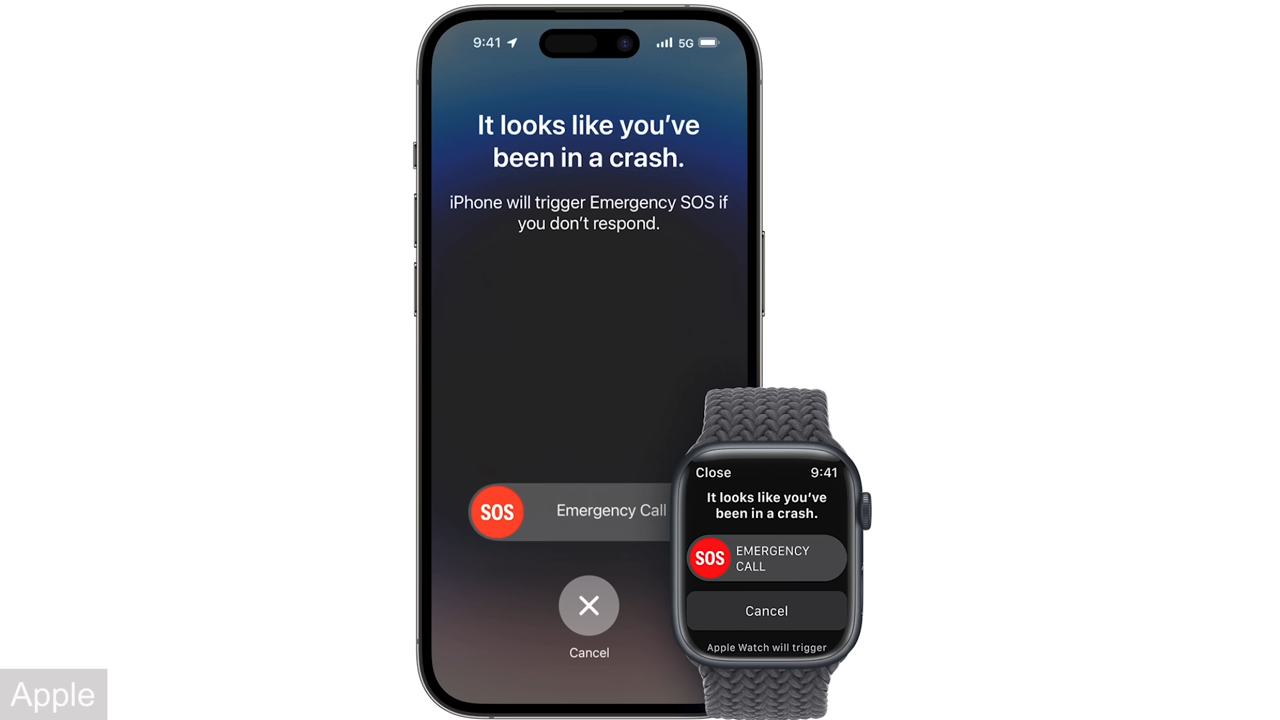 9:41
5G
It looks like you've
been in a crash.
iPhone will trigger Emergency SOS if
you don't respond.
SOS
Emergency Call
Cancel
Close
9:41
It looks like you've
been in a crash.
SOS
EMERGENCY
CALL
Cancel
Apple Watch will trigger
Apple